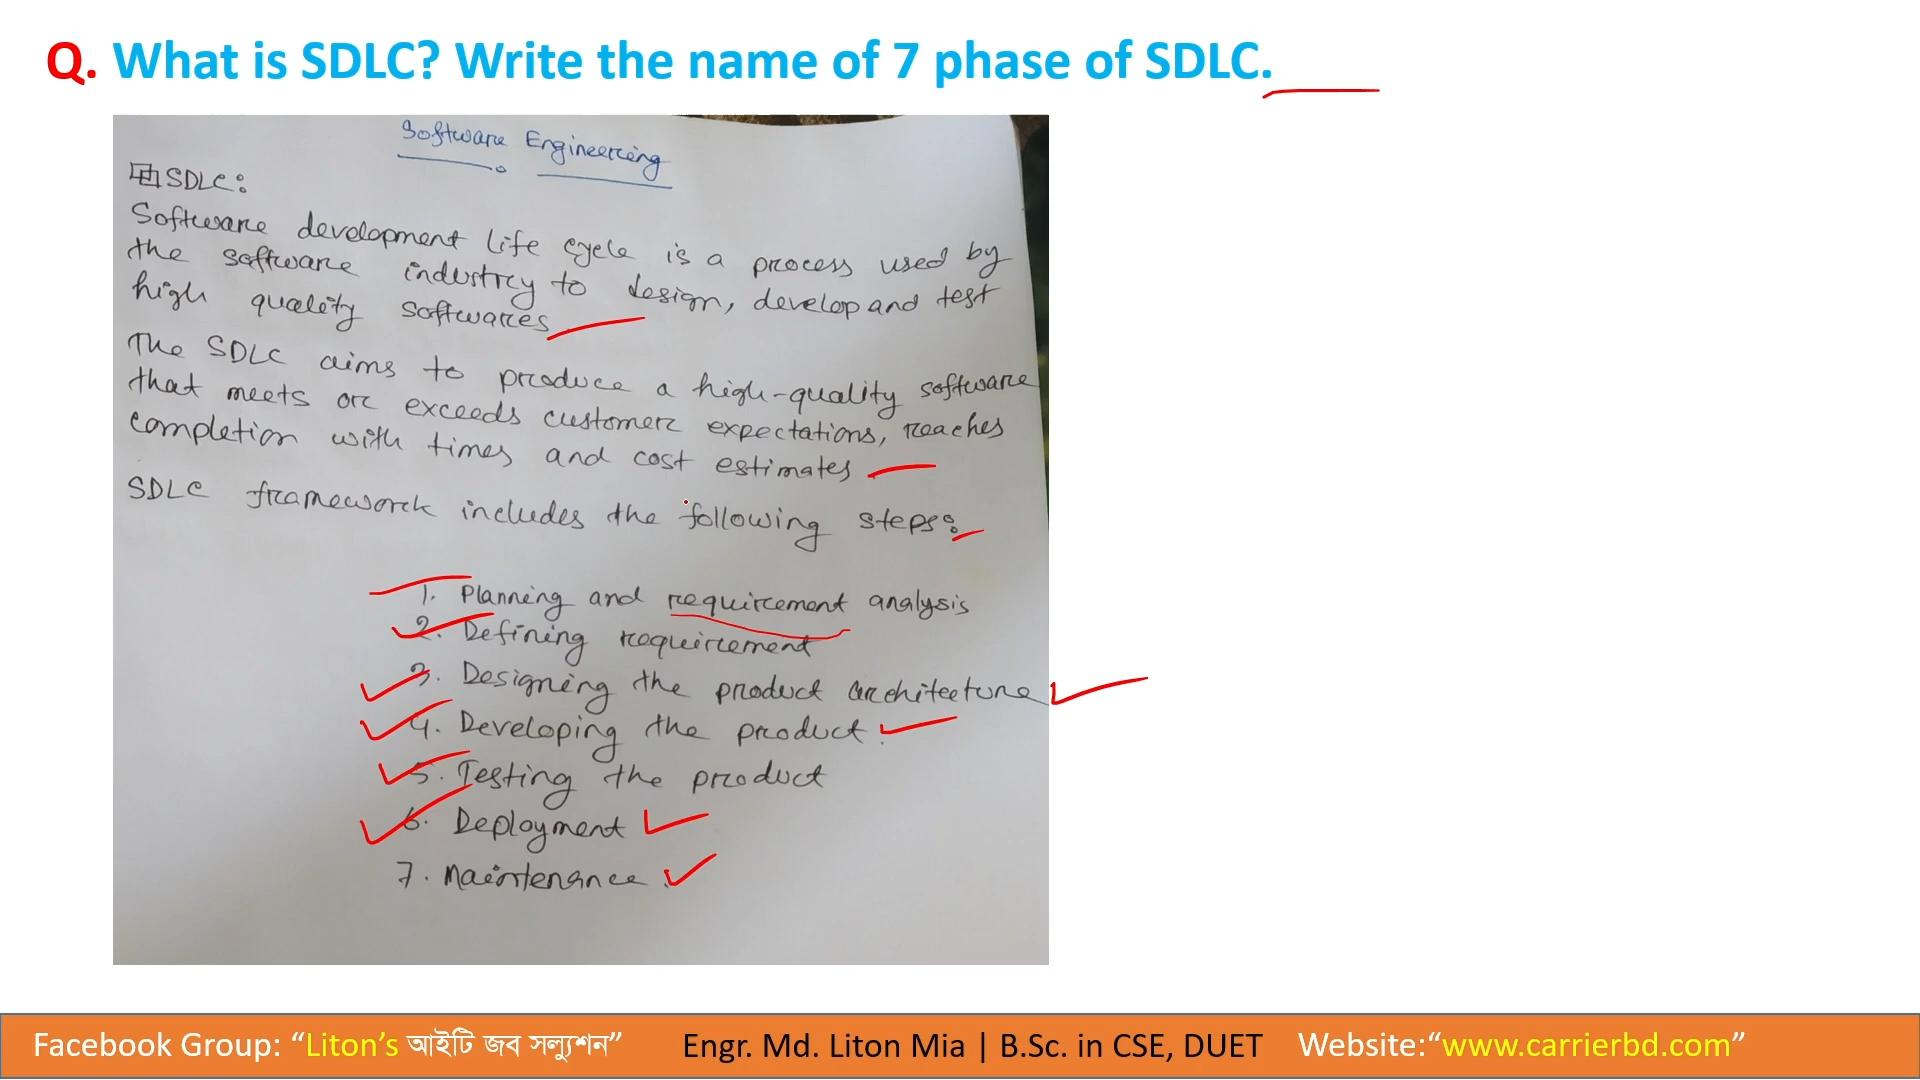 Q. What is SDLC? Write the name of 7 phase of SDLC.
Software Engineering
SDLC:
Software development life cycle is a process used by
the software industry to design, develop and test
high quality softwares
The SDLC aims to produce a high-quality software
that meets or exceeds customer expectations, reaches
completion with times and cost estimates
SDLC framework includes the following steps:
1. Planning and requirement analysis
2. Defining requirement
3. Designing the product architecture
4. Developing the product.
5. Testing the product
6. Deployment
7. Maintenance.
Facebook Group: “Liton’s আইটি জব সল্যুশন” Engr. Md. Liton Mia | B.Sc. in CSE, DUET Website:“www.carrierbd.com”